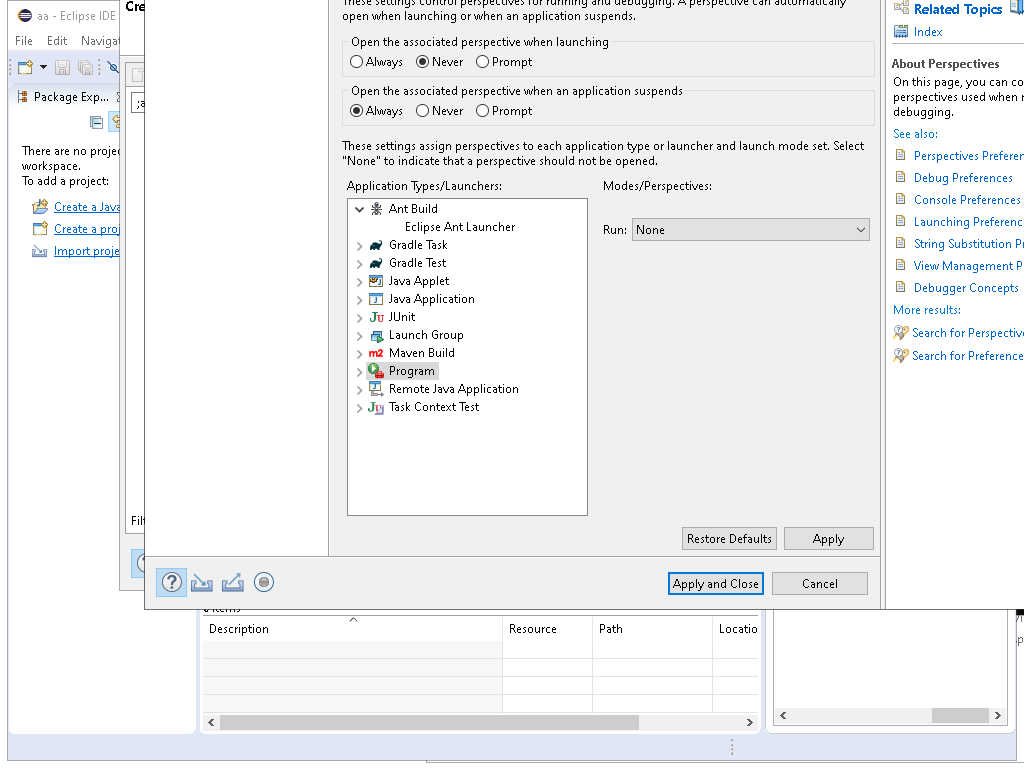 aa - Eclipse IDE
Cre
File Edit Navigat
Package Exp...
;a
There are no projec
workspace.
To add a project:
Create a Java
Create a proj
Import proje
Filt
These settings control perspectives for running and debugging. A perspective can automatically
open when launching or when an application suspends.
Open the associated perspective when launching
Always Never Prompt
Open the associated perspective when an application suspends
Always Never Prompt
These settings assign perspectives to each application type or launcher and launch mode set. Select
"None" to indicate that a perspective should not be opened.
Application Types/Launchers:
Modes/Perspectives:
Ant Build
Eclipse Ant Launcher
Gradle Task
Gradle Test
Java Applet
Java Application
JUnit
Launch Group
Maven Build
Program
Remote Java Application
Task Context Test
Run: None
Restore Defaults
Apply
Apply and Close
Cancel
Related Topics
Index
About Perspectives
On this page, you can co
perspectives used when r
debugging.
See also:
Perspectives Preferen
Debug Preferences
Console Preferences
Launching Preferenc
String Substitution Pr
View Management P
Debugger Concepts
More results:
Search for Perspective
Search for Preference
items
Description Resource Path Locatio